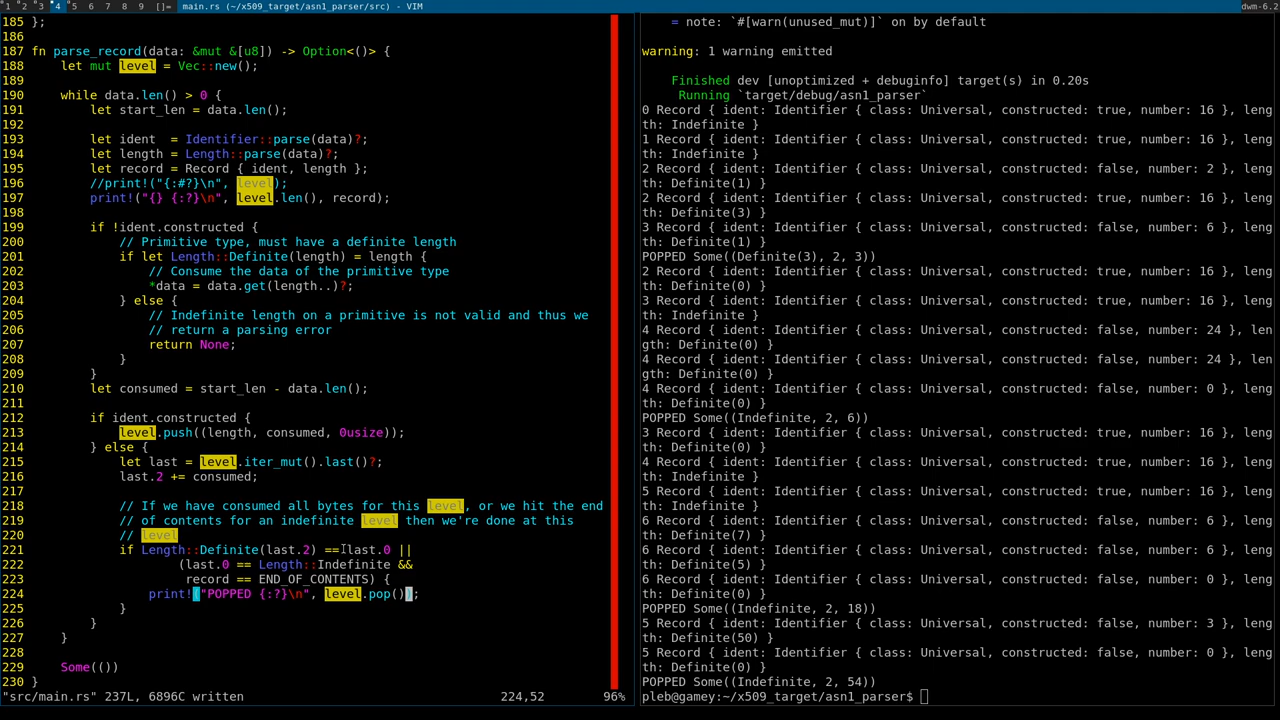 1 2 3 4 5 6 7 8 9 []= main.rs (~/x509_target/asn1_parser/src) - VIM dwm-6.2
185 };
186
187 fn parse_record(data: &mut &[u8]) -> Option<()> {
188     let mut level = Vec::new();
189
190     while data.len() > 0 {
191         let start_len = data.len();
192
193         let ident  = Identifier::parse(data)?;
194         let length = Length::parse(data)?;
195         let record = Record { ident, length };
196         //print!("{:#?}\n", level);
197         print!("{} {:?}\n", level.len(), record);
198
199         if !ident.constructed {
200             // Primitive type, must have a definite length
201             if let Length::Definite(length) = length {
202                 // Consume the data of the primitive type
203                 *data = data.get(length..)?;
204             } else {
205                 // Indefinite length on a primitive is not valid and thus we
206                 // return a parsing error
207                 return None;
208             }
209         }
210         let consumed = start_len - data.len();
211
212         if ident.constructed {
213             level.push((length, consumed, 0usize));
214         } else {
215             let last = level.iter_mut().last()?;
216             last.2 += consumed;
217
218             // If we have consumed all bytes for this level, or we hit the end
219             // of contents for an indefinite level then we're done at this
220             // level
221             if Length::Definite(last.2) == last.0 ||
222                     (last.0 == Length::Indefinite &&
223                      record == END_OF_CONTENTS) {
224                 print!("POPPED {:?}\n", level.pop());
225             }
226         }
227     }
228
229     Some(())
230 }
"src/main.rs" 237L, 6896C written 224,52 96%
= note: `#[warn(unused_mut)]` on by default
warning: 1 warning emitted
Finished dev [unoptimized + debuginfo] target(s) in 0.20s
Running `target/debug/asn1_parser`
0 Record { ident: Identifier { class: Universal, constructed: true, number: 16 }, leng
th: Indefinite }
1 Record { ident: Identifier { class: Universal, constructed: true, number: 16 }, leng
th: Indefinite }
2 Record { ident: Identifier { class: Universal, constructed: false, number: 2 }, leng
th: Definite(1) }
2 Record { ident: Identifier { class: Universal, constructed: true, number: 16 }, leng
th: Definite(3) }
3 Record { ident: Identifier { class: Universal, constructed: false, number: 6 }, leng
th: Definite(1) }
POPPED Some((Definite(3), 2, 3))
2 Record { ident: Identifier { class: Universal, constructed: true, number: 16 }, leng
th: Definite(0) }
3 Record { ident: Identifier { class: Universal, constructed: true, number: 16 }, leng
th: Indefinite }
4 Record { ident: Identifier { class: Universal, constructed: false, number: 24 }, len
gth: Definite(0) }
4 Record { ident: Identifier { class: Universal, constructed: false, number: 24 }, len
gth: Definite(0) }
4 Record { ident: Identifier { class: Universal, constructed: false, number: 0 }, leng
th: Definite(0) }
POPPED Some((Indefinite, 2, 6))
3 Record { ident: Identifier { class: Universal, constructed: true, number: 16 }, leng
th: Definite(0) }
4 Record { ident: Identifier { class: Universal, constructed: true, number: 16 }, leng
th: Indefinite }
5 Record { ident: Identifier { class: Universal, constructed: true, number: 16 }, leng
th: Indefinite }
6 Record { ident: Identifier { class: Universal, constructed: false, number: 6 }, leng
th: Definite(7) }
6 Record { ident: Identifier { class: Universal, constructed: false, number: 6 }, leng
th: Definite(5) }
6 Record { ident: Identifier { class: Universal, constructed: false, number: 0 }, leng
th: Definite(0) }
POPPED Some((Indefinite, 2, 18))
5 Record { ident: Identifier { class: Universal, constructed: false, number: 3 }, leng
th: Definite(50) }
5 Record { ident: Identifier { class: Universal, constructed: false, number: 0 }, leng
th: Definite(0) }
POPPED Some((Indefinite, 2, 54))
pleb@gamey:~/x509_target/asn1_parser$